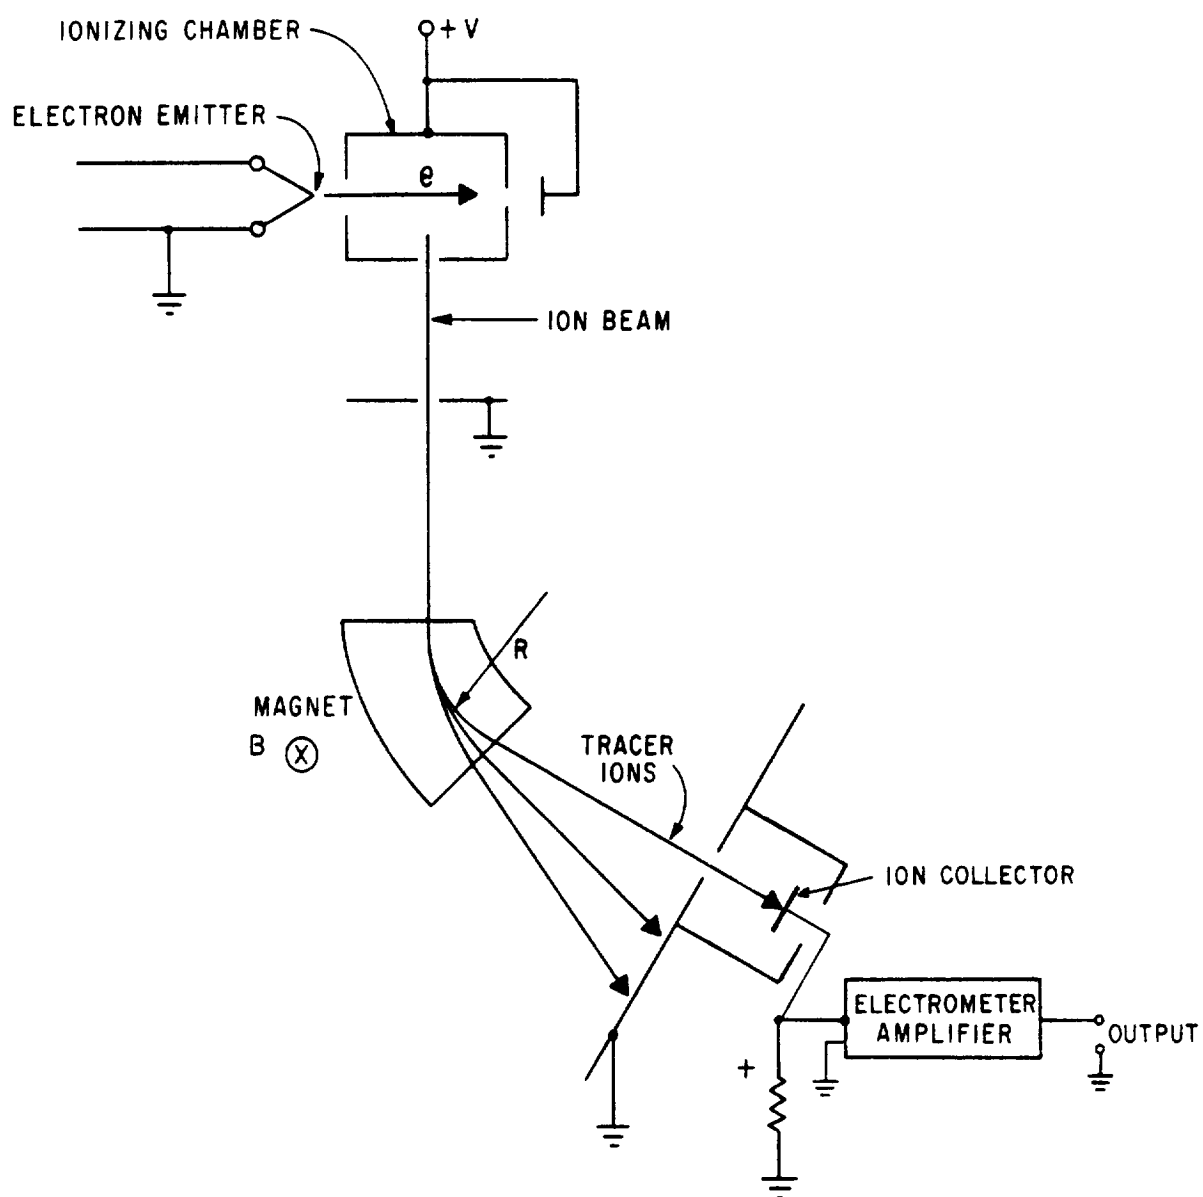 IONIZING CHAMBER
+ V
ELECTRON EMITTER
e
ION BEAM
R
MAGNET
B X
TRACER
IONS
ION COLLECTOR
ELECTROMETER
AMPLIFIER
OUTPUT
+